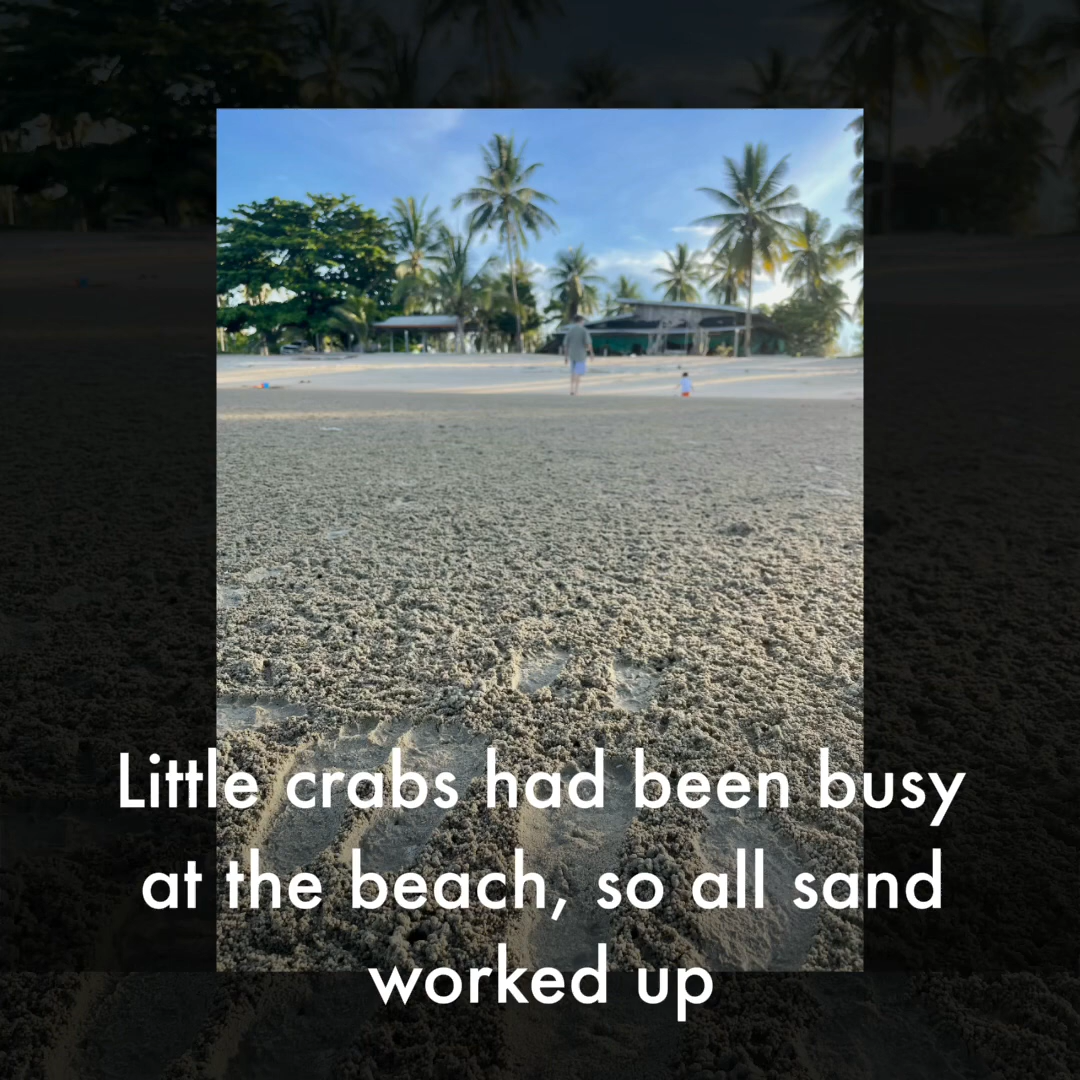 Little crabs had been busy
at the beach, so all sand
worked up